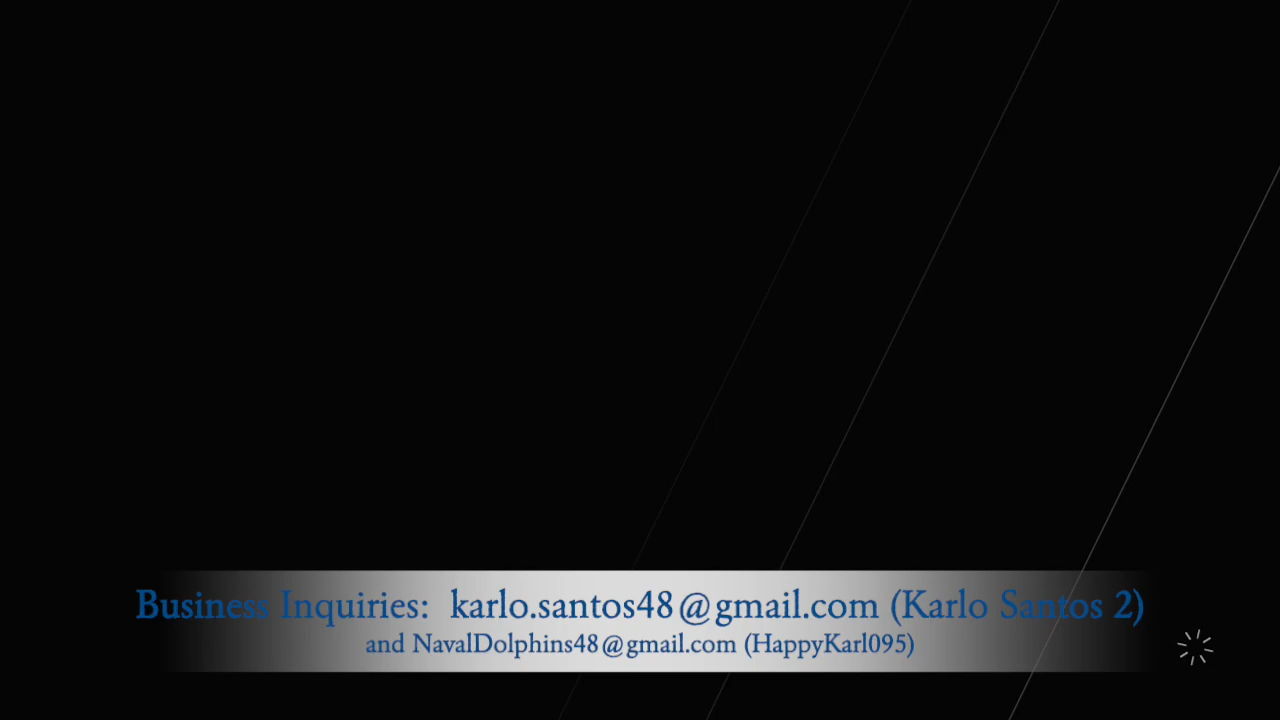 Business Inquiries: karlo.santos48@gmail.com (Karlo Santos 2)
and NavalDolphins48@gmail.com (HappyKarl095)